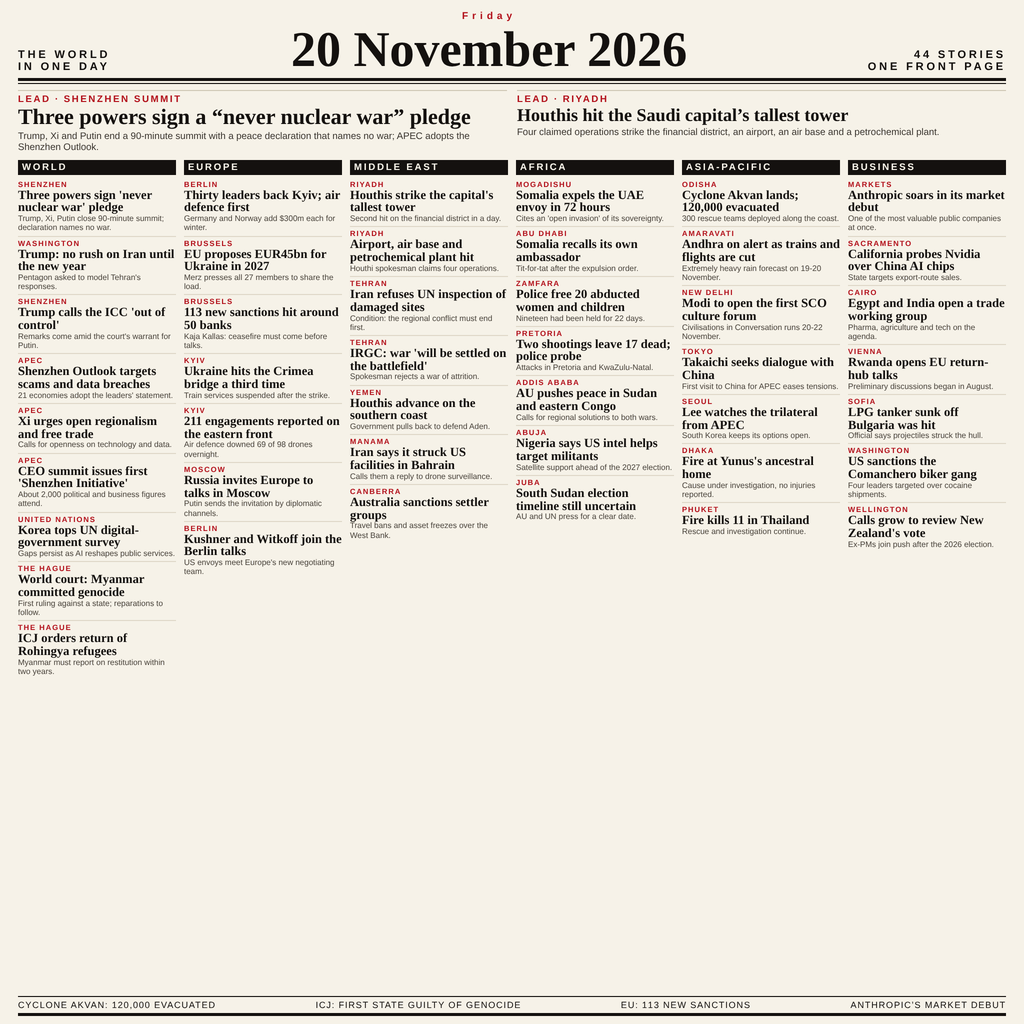 Friday
THE WORLD
IN ONE DAY
20 November 2026
44 STORIES
ONE FRONT PAGE
LEAD · SHENZHEN SUMMIT
Three powers sign a “never nuclear war” pledge
Trump, Xi and Putin end a 90-minute summit with a peace declaration that names no war; APEC adopts the
Shenzhen Outlook.
LEAD · RIYADH
Houthis hit the Saudi capital’s tallest tower
Four claimed operations strike the financial district, an airport, an air base and a petrochemical plant.
WORLD
SHENZHEN
Three powers sign 'never
nuclear war' pledge
Trump, Xi, Putin close 90-minute summit;
declaration names no war.
WASHINGTON
Trump: no rush on Iran until
the new year
Pentagon asked to model Tehran's
responses.
SHENZHEN
Trump calls the ICC 'out of
control'
Remarks come amid the court's warrant for
Putin.
APEC
Shenzhen Outlook targets
scams and data breaches
21 economies adopt the leaders' statement.
APEC
Xi urges open regionalism
and free trade
Calls for openness on technology and data.
APEC
CEO summit issues first
'Shenzhen Initiative'
About 2,000 political and business figures
attend.
UNITED NATIONS
Korea tops UN digital-
government survey
Gaps persist as AI reshapes public services.
THE HAGUE
World court: Myanmar
committed genocide
First ruling against a state; reparations to
follow.
THE HAGUE
ICJ orders return of
Rohingya refugees
Myanmar must report on restitution within
two years.
EUROPE
BERLIN
Thirty leaders back Kyiv; air
defence first
Germany and Norway add $300m each for
winter.
BRUSSELS
EU proposes EUR45bn for
Ukraine in 2027
Merz presses all 27 members to share the
load.
BRUSSELS
113 new sanctions hit around
50 banks
Kaja Kallas: ceasefire must come before
talks.
KYIV
Ukraine hits the Crimea
bridge a third time
Train services suspended after the strike.
KYIV
211 engagements reported on
the eastern front
Air defence downed 69 of 98 drones
overnight.
MOSCOW
Russia invites Europe to
talks in Moscow
Putin sends the invitation by diplomatic
channels.
BERLIN
Kushner and Witkoff join the
Berlin talks
US envoys meet Europe's new negotiating
team.
MIDDLE EAST
RIYADH
Houthis strike the capital's
tallest tower
Second hit on the financial district in a day.
RIYADH
Airport, air base and
petrochemical plant hit
Houthi spokesman claims four operations.
TEHRAN
Iran refuses UN inspection of
damaged sites
Condition: the regional conflict must end
first.
TEHRAN
IRGC: war 'will be settled on
the battlefield'
Spokesman rejects a war of attrition.
YEMEN
Houthis advance on the
southern coast
Government pulls back to defend Aden.
MANAMA
Iran says it struck US
facilities in Bahrain
Calls them a reply to drone surveillance.
CANBERRA
Australia sanctions settler
groups
Travel bans and asset freezes over the
West Bank.
AFRICA
MOGADISHU
Somalia expels the UAE
envoy in 72 hours
Cites an 'open invasion' of its sovereignty.
ABU DHABI
Somalia recalls its own
ambassador
Tit-for-tat after the expulsion order.
ZAMFARA
Police free 20 abducted
women and children
Nineteen had been held for 22 days.
PRETORIA
Two shootings leave 17 dead;
police probe
Attacks in Pretoria and KwaZulu-Natal.
ADDIS ABABA
AU pushes peace in Sudan
and eastern Congo
Calls for regional solutions to both wars.
ABUJA
Nigeria says US intel helps
target militants
Satellite support ahead of the 2027 election.
JUBA
South Sudan election
timeline still uncertain
AU and UN press for a clear date.
ASIA-PACIFIC
ODISHA
Cyclone Akvan lands;
120,000 evacuated
300 rescue teams deployed along the coast.
AMARAVATI
Andhra on alert as trains and
flights are cut
Extremely heavy rain forecast on 19-20
November.
NEW DELHI
Modi to open the first SCO
culture forum
Civilisations in Conversation runs 20-22
November.
TOKYO
Takaichi seeks dialogue with
China
First visit to China for APEC eases tensions.
SEOUL
Lee watches the trilateral
from APEC
South Korea keeps its options open.
DHAKA
Fire at Yunus's ancestral
home
Cause under investigation, no injuries
reported.
PHUKET
Fire kills 11 in Thailand
Rescue and investigation continue.
BUSINESS
MARKETS
Anthropic soars in its market
debut
One of the most valuable public companies
at once.
SACRAMENTO
California probes Nvidia
over China AI chips
State targets export-route sales.
CAIRO
Egypt and India open a trade
working group
Pharma, agriculture and tech on the
agenda.
VIENNA
Rwanda opens EU return-
hub talks
Preliminary discussions began in August.
SOFIA
LPG tanker sunk off
Bulgaria was hit
Official says projectiles struck the hull.
WASHINGTON
US sanctions the
Comanchero biker gang
Four leaders targeted over cocaine
shipments.
WELLINGTON
Calls grow to review New
Zealand's vote
Ex-PMs join push after the 2026 election.
CYCLONE AKVAN: 120,000 EVACUATED
ICJ: FIRST STATE GUILTY OF GENOCIDE
EU: 113 NEW SANCTIONS
ANTHROPIC'S MARKET DEBUT